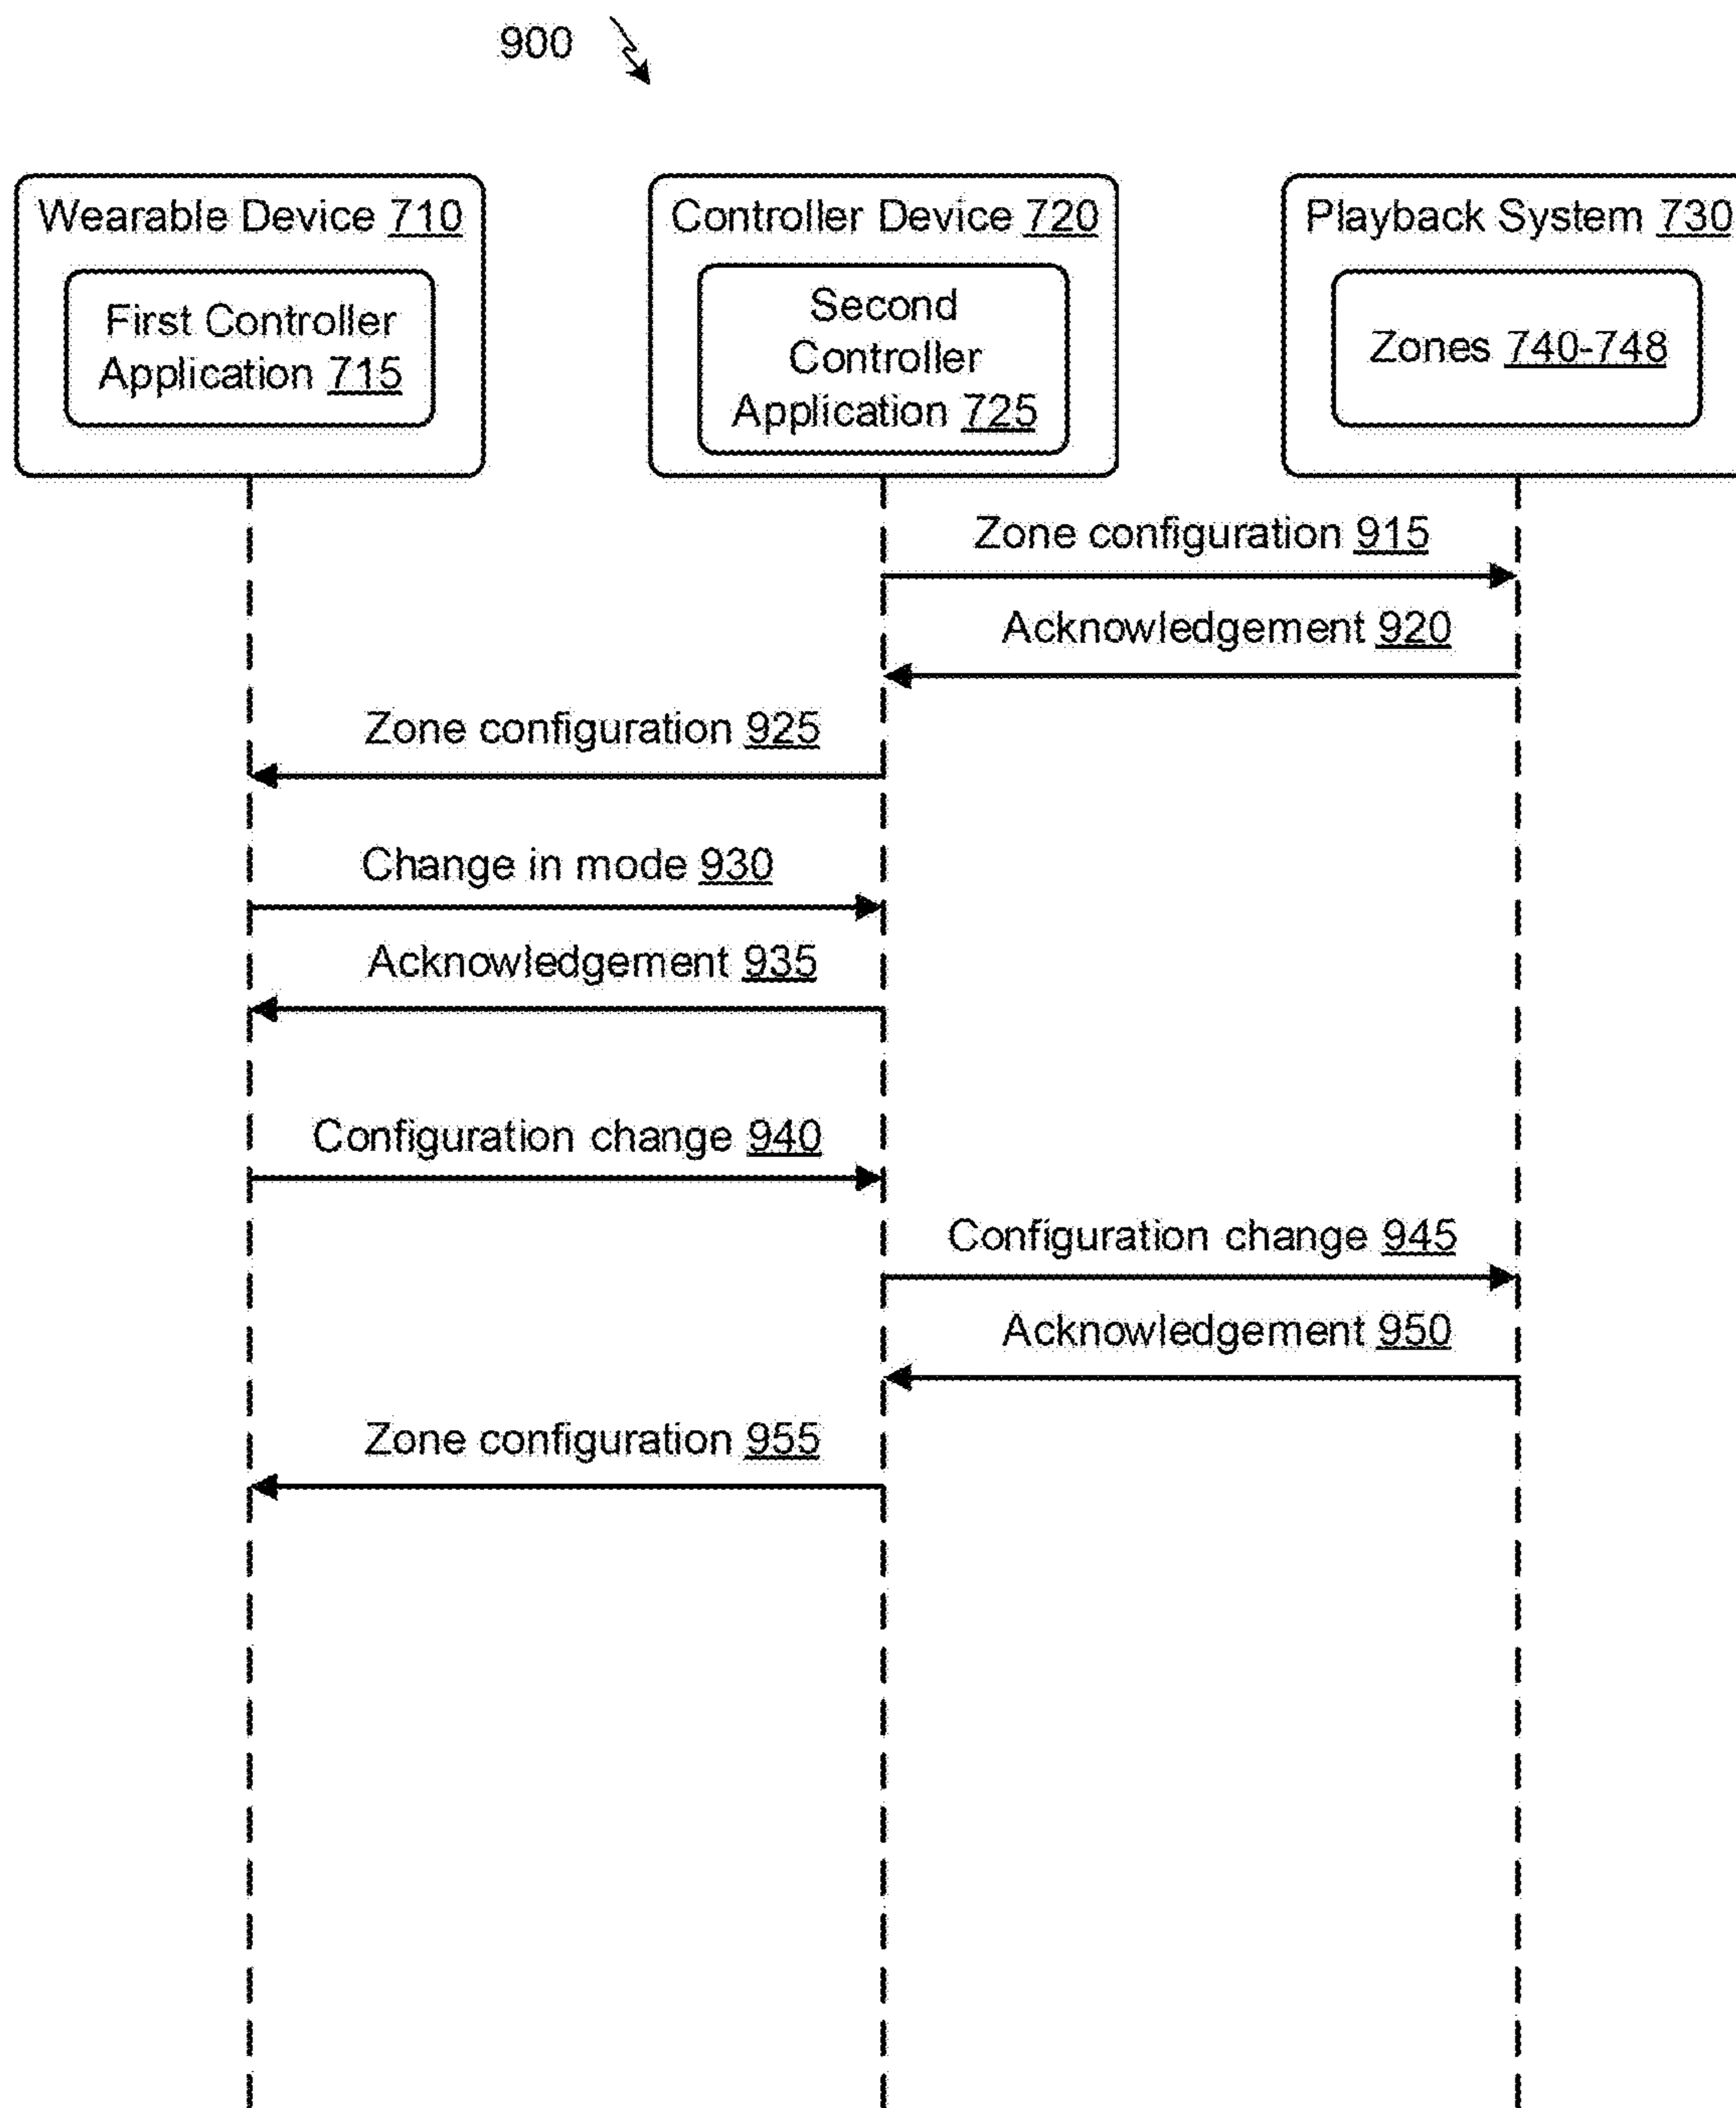 900
Wearable Device 710
First Controller
Application 715
Controller Device 720
Second
Controller
Application 725
Playback System 730
Zones 740-748
Zone configuration 915
Acknowledgement 920
Zone configuration 925
Change in mode 930
Acknowledgement 935
Configuration change 940
Configuration change 945
Acknowledgement 950
Zone configuration 955